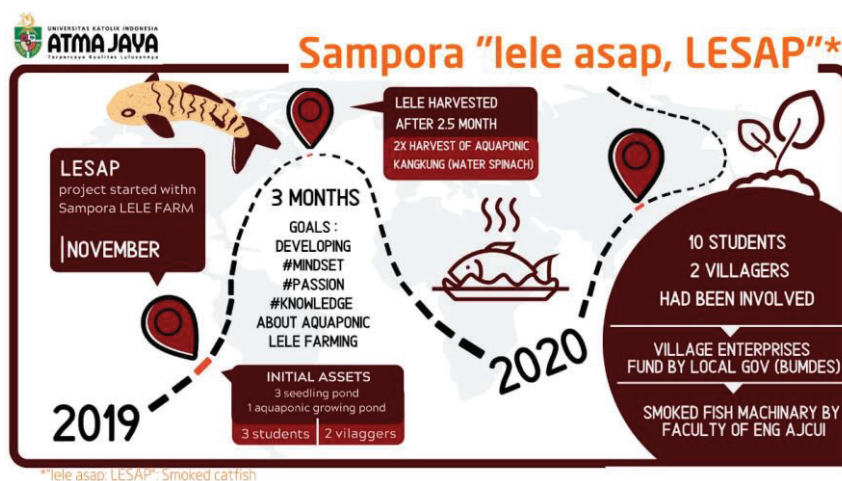 UNIVERSITAS KATOLIK INDONESIA
ATMA JAYA
Terpercaya Kualitas Lulusannya
Sampora "lele asap, LESAP"*
LESAP
project started withn
Sampora LELE FARM
NOVEMBER
LELE HARVESTED
AFTER 2.5 MONTH
2X HARVEST OF AQUAPONIC
KANGKUNG (WATER SPINACH)
3 MONTHS
GOALS :
DEVELOPING
#MINDSET
#PASSION
#KNOWLEDGE
ABOUT AQUAPONIC
LELE FARMING
INITIAL ASSETS
3 seedling pond
1 aquaponic growing pond
3 students
2 vilaggers
2019
2020
10 STUDENTS
2 VILLAGERS
HAD BEEN INVOLVED
VILLAGE ENTERPRISES
FUND BY LOCAL GOV (BUMDES)
SMOKED FISH MACHINARY BY
FACULTY OF ENG AJCUI
*"lele asap; LESAP": Smoked catfish